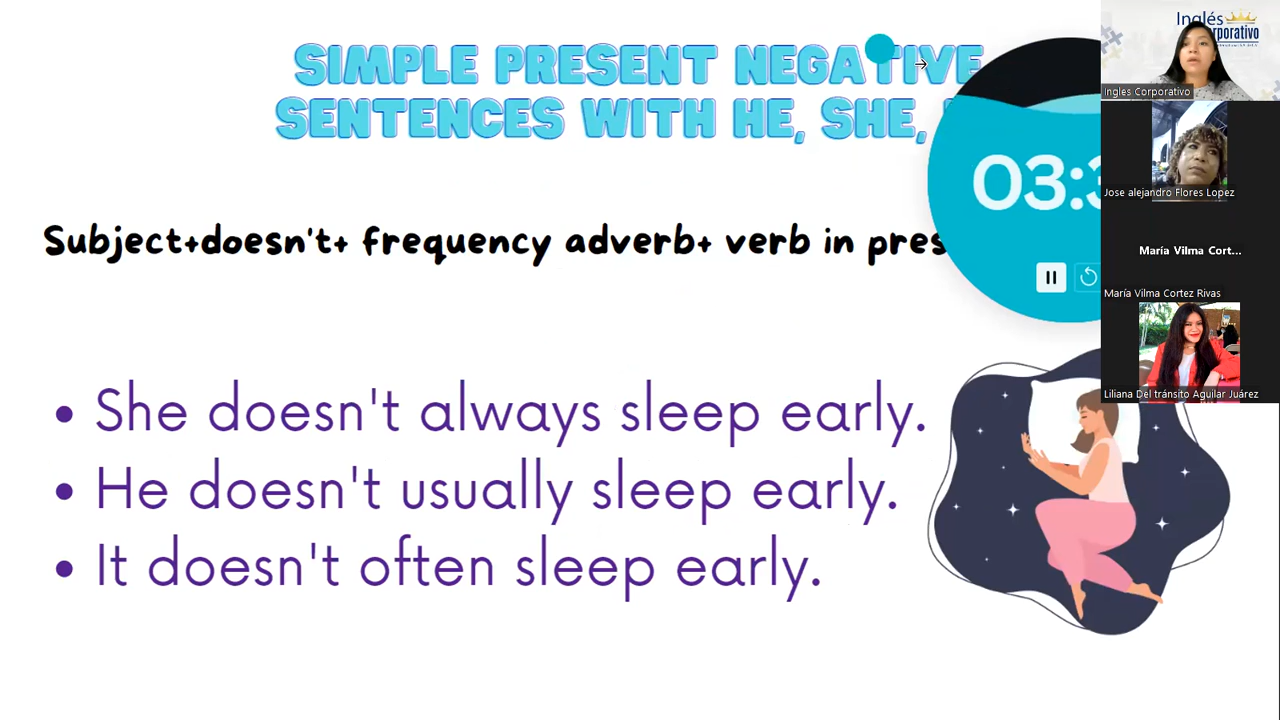 SIMPLE PRESENT NEGATIVE
SENTENCES WITH HE, SHE,
Subject+doesn't+ frequency adverb+ verb in pres
• She doesn't always sleep early.
• He doesn't usually sleep early.
• It doesn't often sleep early.
03:3
Inglés
Ingles Corporativo
Jose alejandro Flores Lopez
María Vilma Cort...
María Vilma Cortez Rivas
Liliana Del tránsito Aguilar Juárez